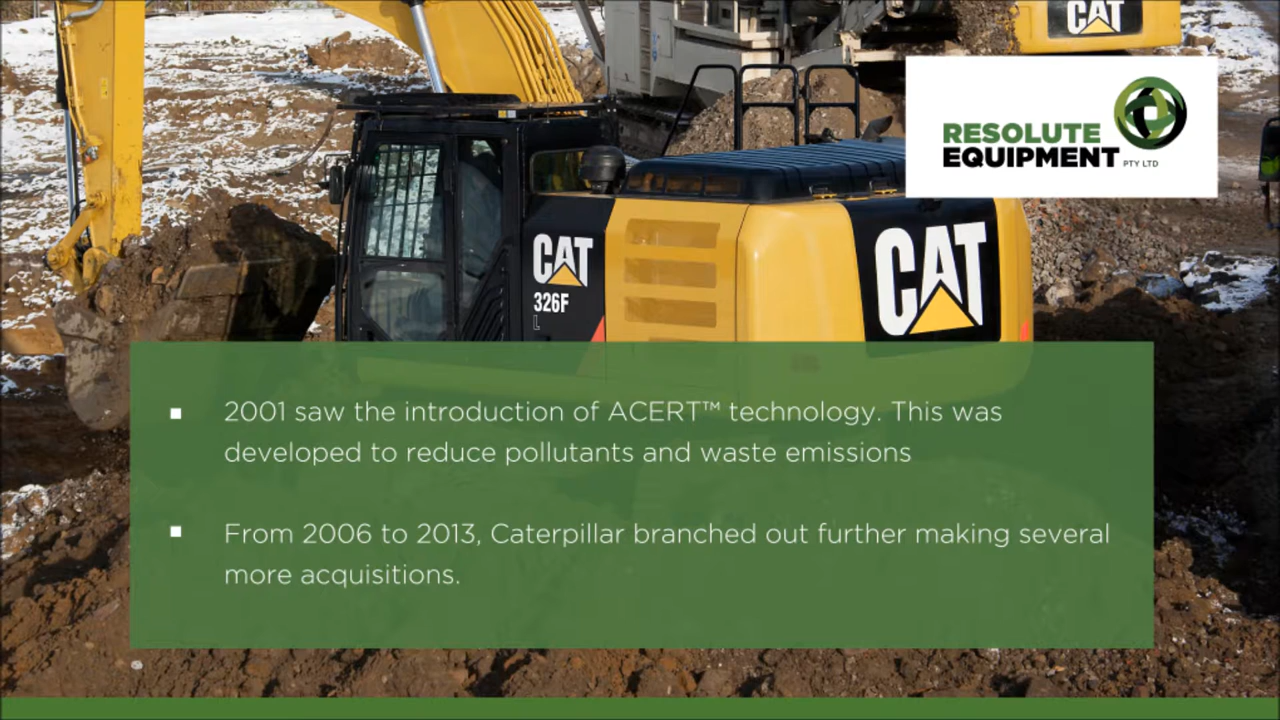 CAT
RESOLUTE
EQUIPMENT PTY LTD
CAT
326F
L
CAT
▪ 2001 saw the introduction of ACERT™ technology. This was
developed to reduce pollutants and waste emissions
▪ From 2006 to 2013, Caterpillar branched out further making several
more acquisitions.